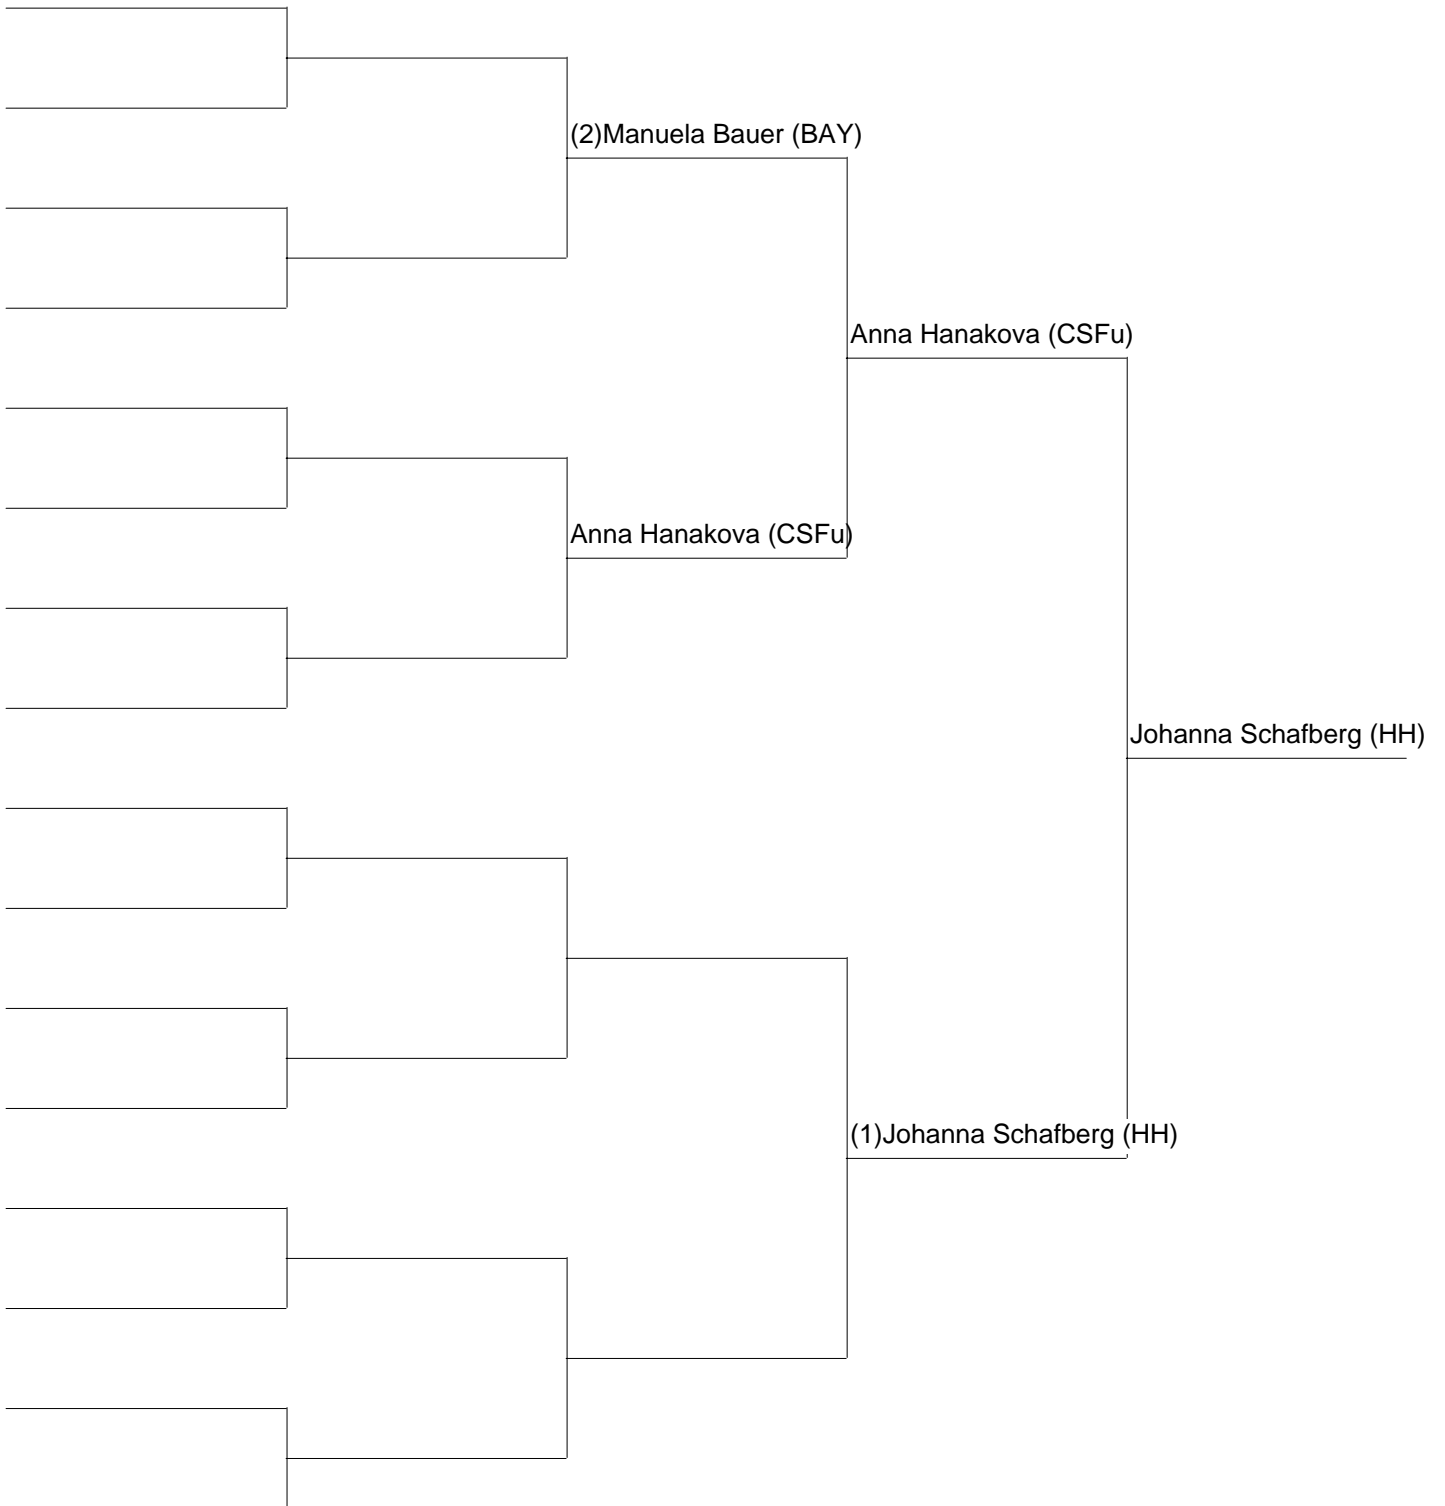 (2)Manuela Bauer (BAY)
Anna Hanakova (CSFu)
Anna Hanakova (CSFu)
Johanna Schafberg (HH)
(1)Johanna Schafberg (HH)